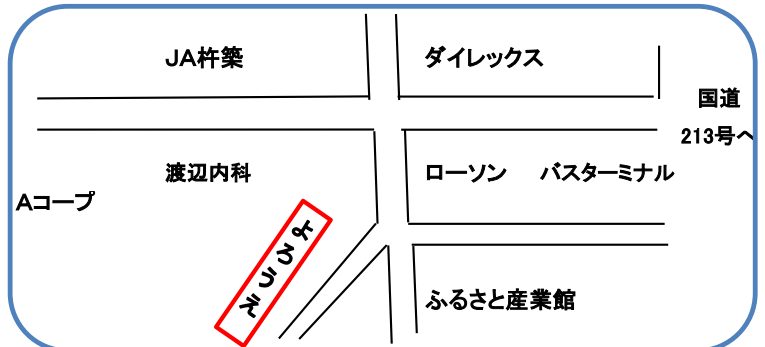 JA杵築
ダイレックス
国道
213号へ
渡辺内科
ローソン
バスターミナル
Aコープ
よろうえ
ふるさと産業館